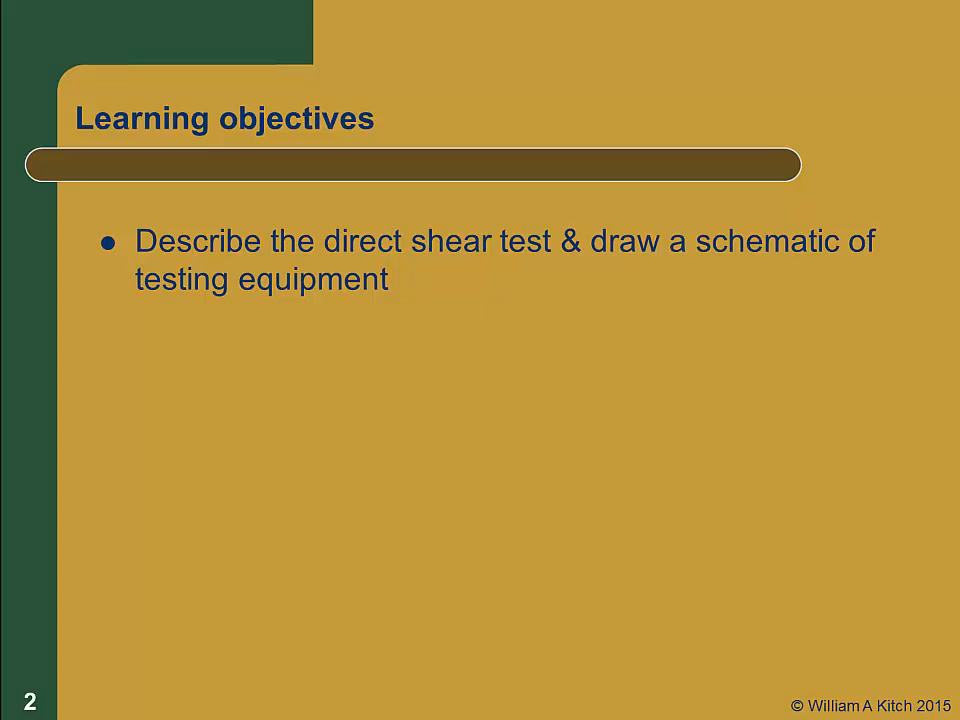 Learning objectives
● Describe the direct shear test & draw a schematic of
testing equipment
2
© William A Kitch 2015